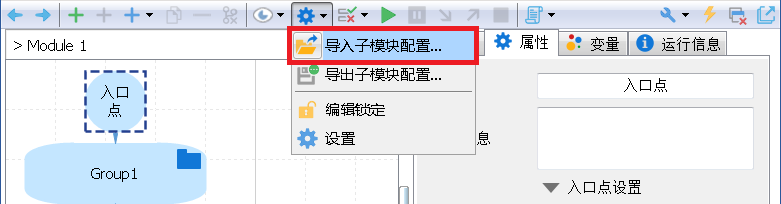 > Module 1
导入子模块配置...
导出子模块配置...
编辑锁定
设置
属性
变量
运行信息
入口点
息
入口点设置
入口
点
Group1